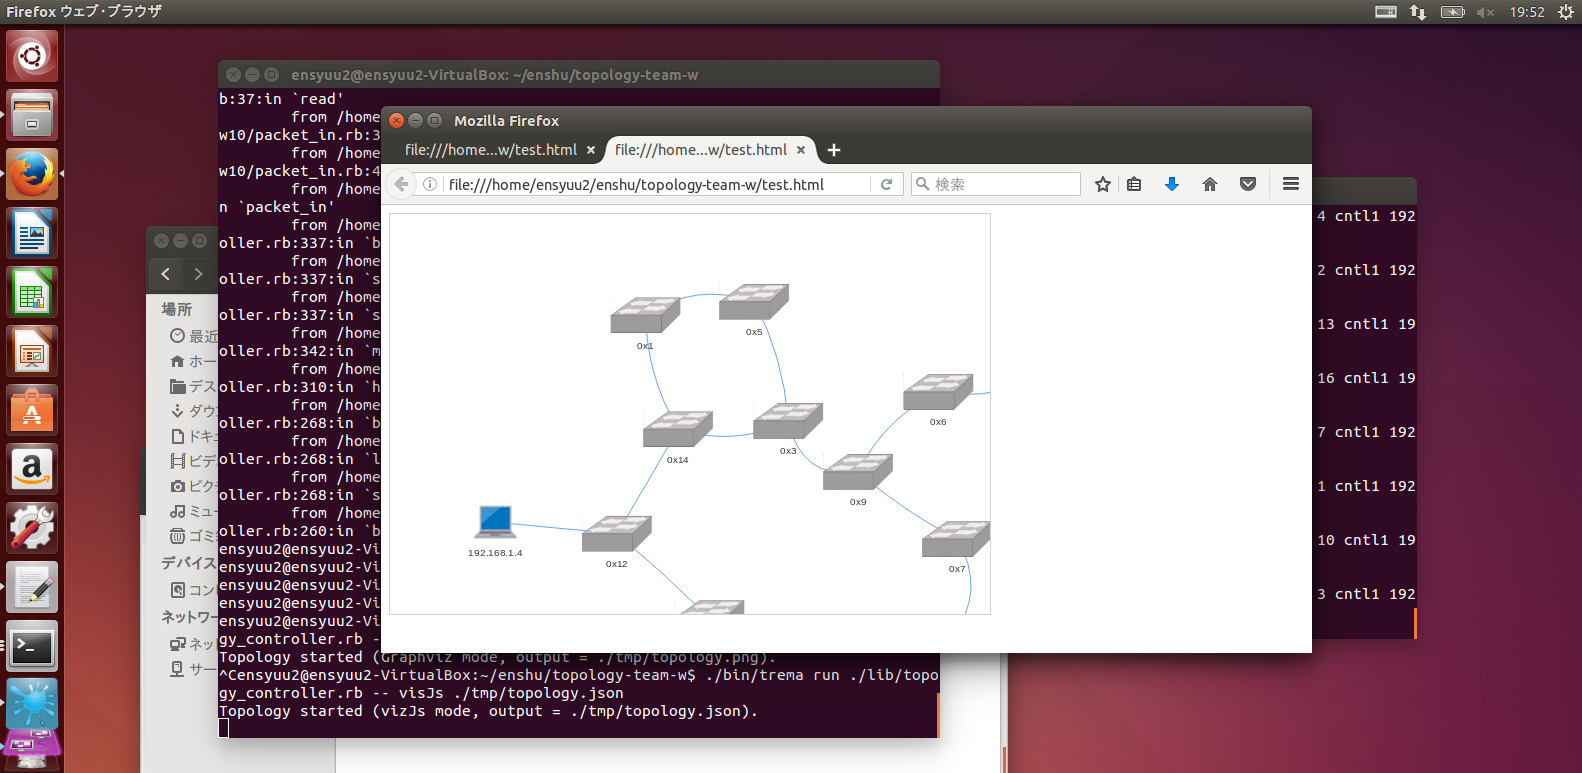 Firefox ウェブ・ブラウザ
19:52
ensyuu2@ensyuu2-VirtualBox: ~/enshu/topology-team-w
b:37:in `read'
from /home
w10/packet_in.rb:3
from /home
w10/packet_in.rb:4
from /home
n `packet_in'
from /home
oller.rb:337:in `b
from /home
oller.rb:337:in `s
from /home
oller.rb:337:in `s
from /home
oller.rb:342:in `m
from /home
oller.rb:310:in `h
from /home
oller.rb:268:in `b
from /home
oller.rb:268:in `l
from /home
oller.rb:268:in `s
from /home
oller.rb:260:in `b
ensyuu2@ensyuu2-Vi
ensyuu2@ensyuu2-Vi
ensyuu2@ensyuu2-Vi
ensyuu2@ensyuu2-Vi
ensyuu2@ensyuu2-Vi
gy_controller.rb -
Topology started (Graphviz mode, output = ./tmp/topology.png).
^Censyuu2@ensyuu2-VirtualBox:~/enshu/topology-team-w$ ./bin/trema run ./lib/topo
gy_controller.rb -- visJs ./tmp/topology.json
Topology started (vizJs mode, output = ./tmp/topology.json).
Mozilla Firefox
file:///home...w/test.html
file:///home...w/test.html
file:///home/ensyuu2/enshu/topology-team-w/test.html
検索
0x1
0x5
0x6
0x14
0x3
0x9
192.168.1.4
0x12
0x7
場所
最近
ホー
デス
ダウ
ドキ
ビデ
ピク
ミュ
ゴミ
デバイス
コン
ネットワー
ネッ
サー
4 cntl1 192
2 cntl1 192
13 cntl1 19
16 cntl1 19
7 cntl1 192
1 cntl1 192
10 cntl1 19
3 cntl1 192